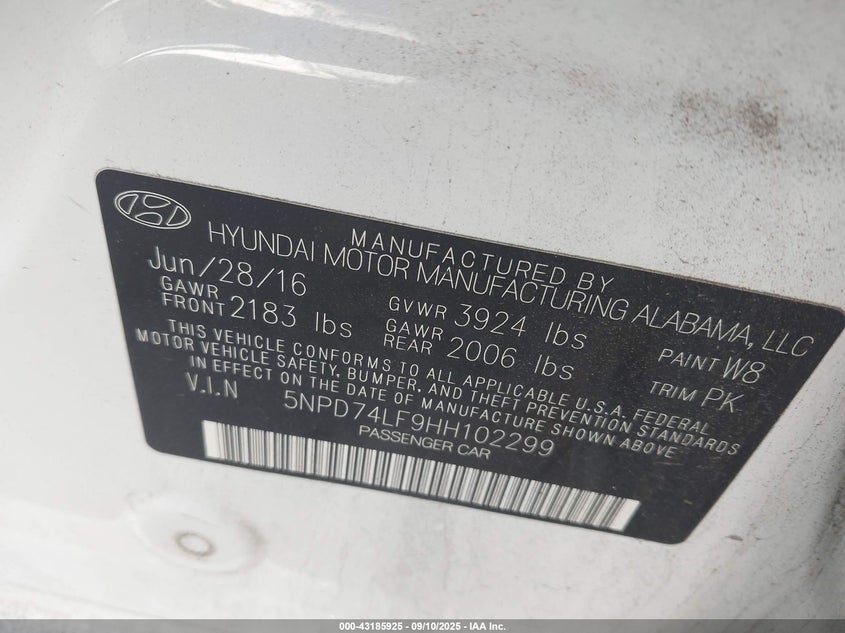 MANUFACTURED BY
HYUNDAI MOTOR MANUFACTURING ALABAMA, LLC
Jun/28/16 GVWR 3924 lbs PAINT W8
GAWR FRONT 2183 lbs GAWR REAR 2006 lbs TRIM PK
THIS VEHICLE CONFORMS TO ALL APPLICABLE U.S.A. FEDERAL
MOTOR VEHICLE SAFETY, BUMPER, AND THEFT PREVENTION STANDARDS
IN EFFECT ON THE DATE OF MANUFACTURE SHOWN ABOVE
V.I.N 5NPD74LF9HH102299
PASSENGER CAR
000-43185925 - 09/10/2025 - IAA Inc.